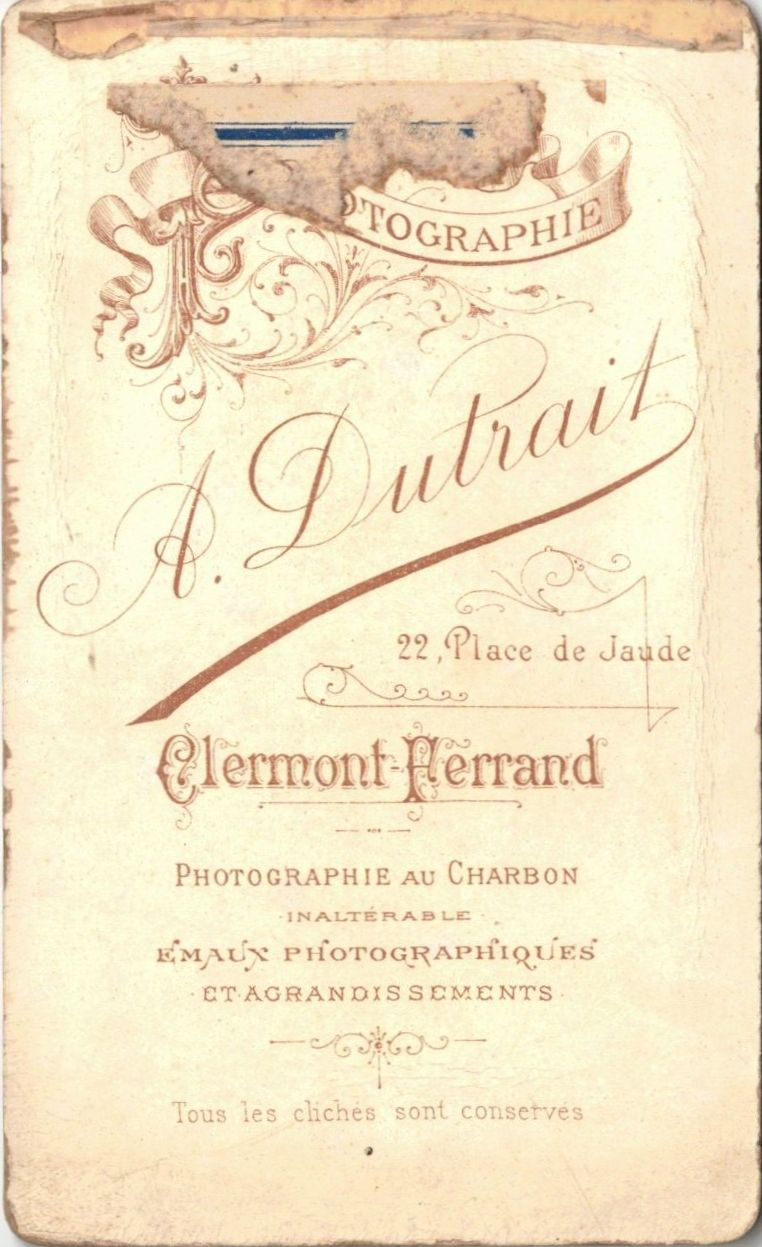 OTOGRAPHIE
A. Dutrait
22, Place de Jaude
Clermont-Ferrand
PHOTOGRAPHIE AU CHARBON
INALTÉRABLE
EMAUX PHOTOGRAPHIQUES
ET AGRANDISSEMENTS
Tous les clichés sont conservés